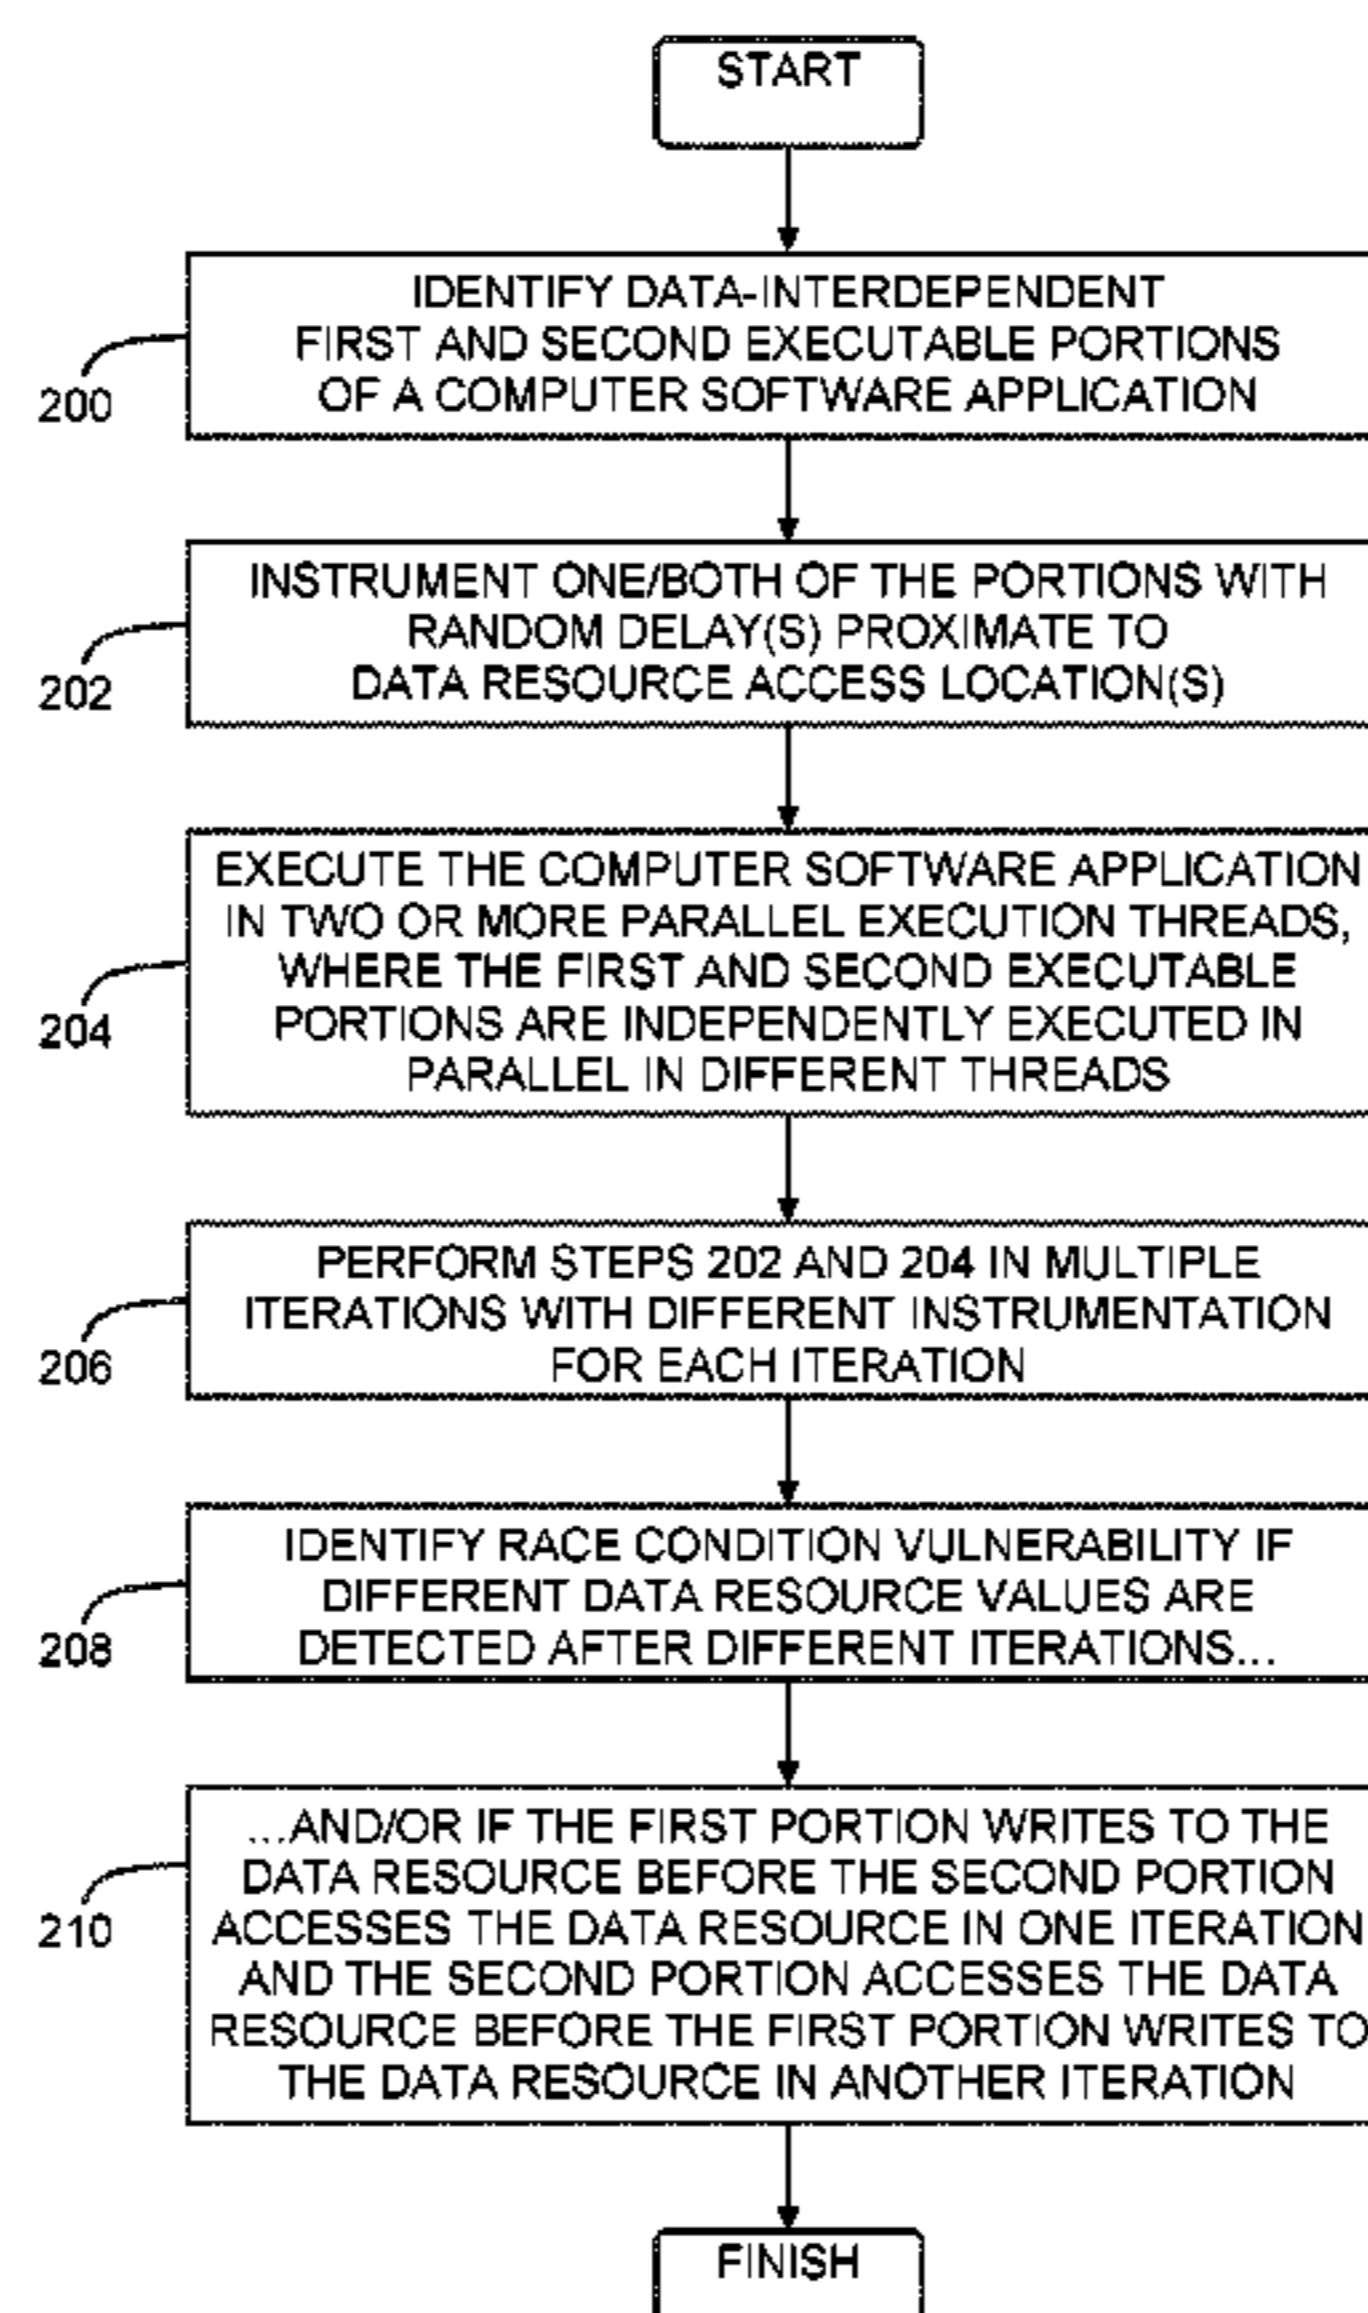 START
IDENTIFY DATA-INTERDEPENDENT
FIRST AND SECOND EXECUTABLE PORTIONS
OF A COMPUTER SOFTWARE APPLICATION
200
INSTRUMENT ONE/BOTH OF THE PORTIONS WITH
RANDOM DELAY(S) PROXIMATE TO
DATA RESOURCE ACCESS LOCATION(S)
202
EXECUTE THE COMPUTER SOFTWARE APPLICATION
IN TWO OR MORE PARALLEL EXECUTION THREADS,
WHERE THE FIRST AND SECOND EXECUTABLE
PORTIONS ARE INDEPENDENTLY EXECUTED IN
PARALLEL IN DIFFERENT THREADS
204
PERFORM STEPS 202 AND 204 IN MULTIPLE
ITERATIONS WITH DIFFERENT INSTRUMENTATION
FOR EACH ITERATION
206
IDENTIFY RACE CONDITION VULNERABILITY IF
DIFFERENT DATA RESOURCE VALUES ARE
DETECTED AFTER DIFFERENT ITERATIONS...
208
...AND/OR IF THE FIRST PORTION WRITES TO THE
DATA RESOURCE BEFORE THE SECOND PORTION
ACCESSES THE DATA RESOURCE IN ONE ITERATION
AND THE SECOND PORTION ACCESSES THE DATA
RESOURCE BEFORE THE FIRST PORTION WRITES TO
THE DATA RESOURCE IN ANOTHER ITERATION
210
FINISH